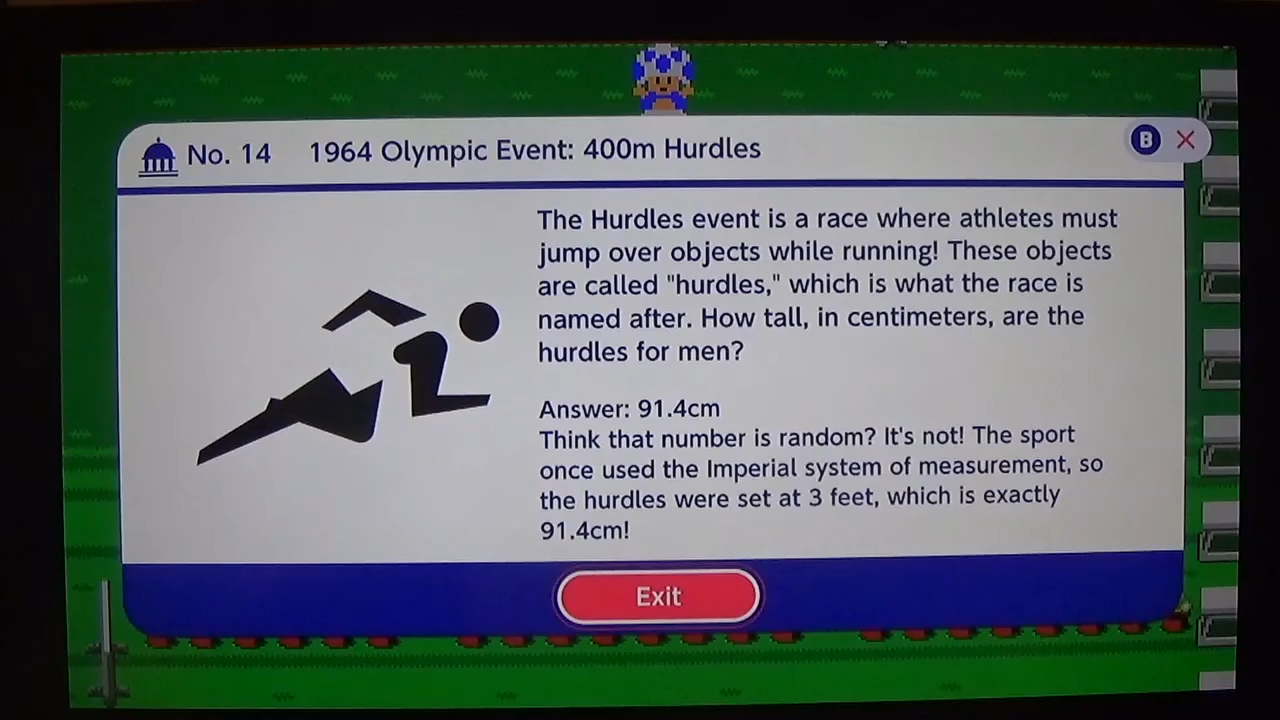 No. 14 1964 Olympic Event: 400m Hurdles
B
The Hurdles event is a race where athletes must
jump over objects while running! These objects
are called "hurdles," which is what the race is
named after. How tall, in centimeters, are the
hurdles for men?
Answer: 91.4cm
Think that number is random? It's not! The sport
once used the Imperial system of measurement, so
the hurdles were set at 3 feet, which is exactly
91.4cm!
Exit